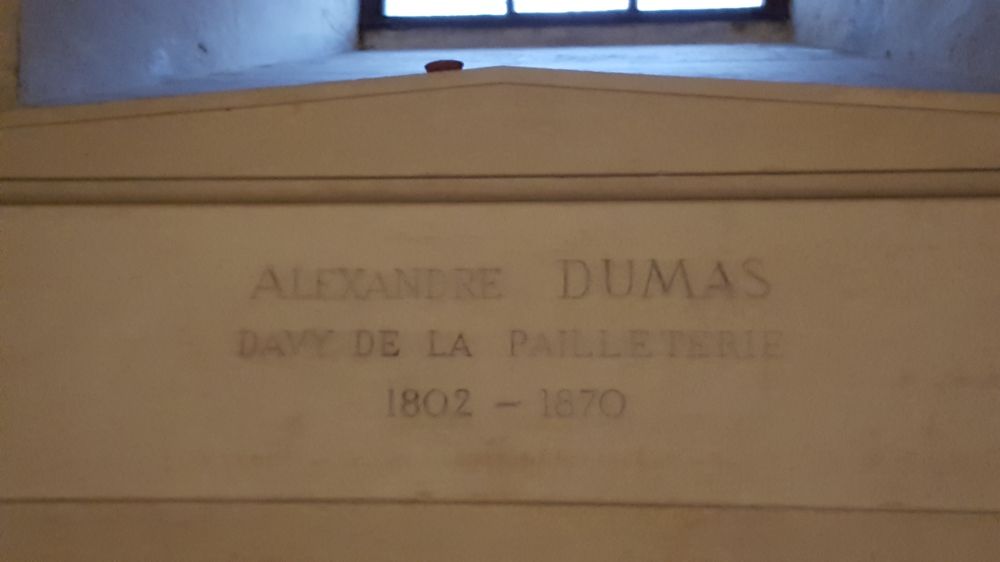 ALEXANDRE DUMAS
DAVY DE LA PAILLETERIE
1802 - 1870